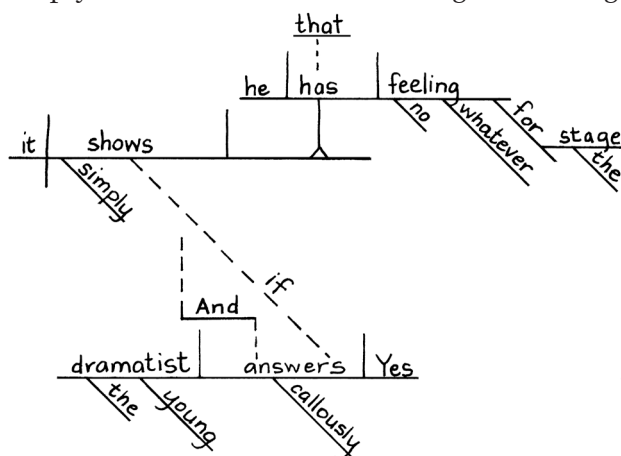 that
he has feeling
no
whatever
for
stage
the
it shows
simply
if
And
dramatist answers Yes
the
young
callously